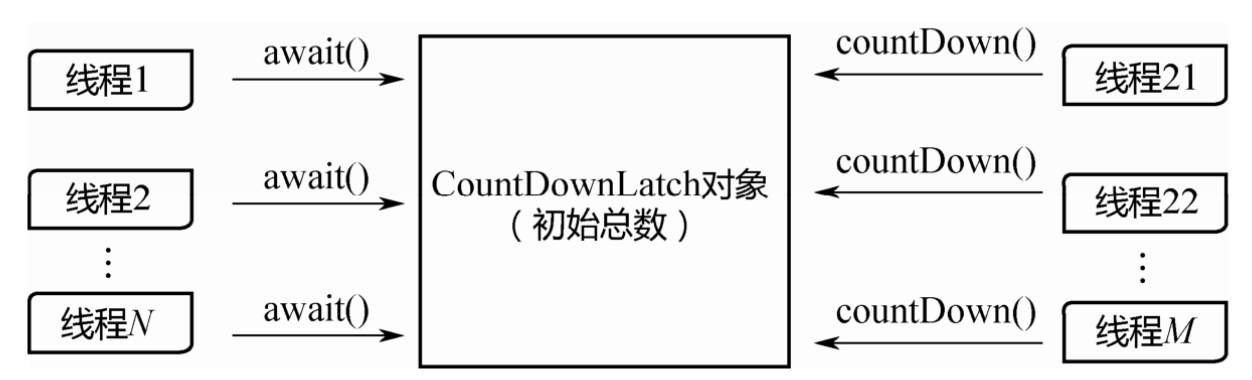 线程1
await()
countDown()
线程21
线程2
await()
CountDownLatch对象
（初始总数）
countDown()
线程22
⋮
⋮
线程N
await()
countDown()
线程M